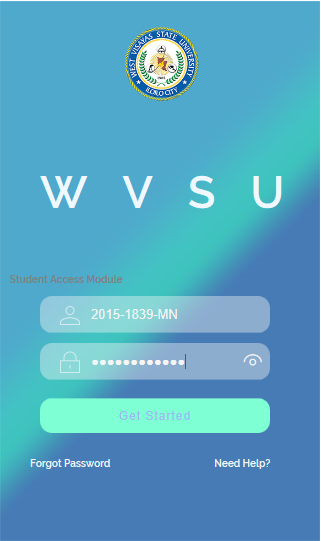 WEST VISAYAS STATE UNIVERSITY
ILOILO CITY
W V S U
Student Access Module
2015-1839-MN
Get Started
Forgot Password
Need Help?